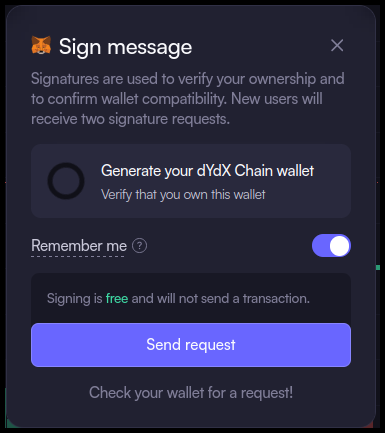 Sign message
Signatures are used to verify your ownership and
to confirm wallet compatibility. New users will
receive two signature requests.
Generate your dYdX Chain wallet
Verify that you own this wallet
Remember me ?
Signing is free and will not send a transaction.
Send request
Check your wallet for a request!